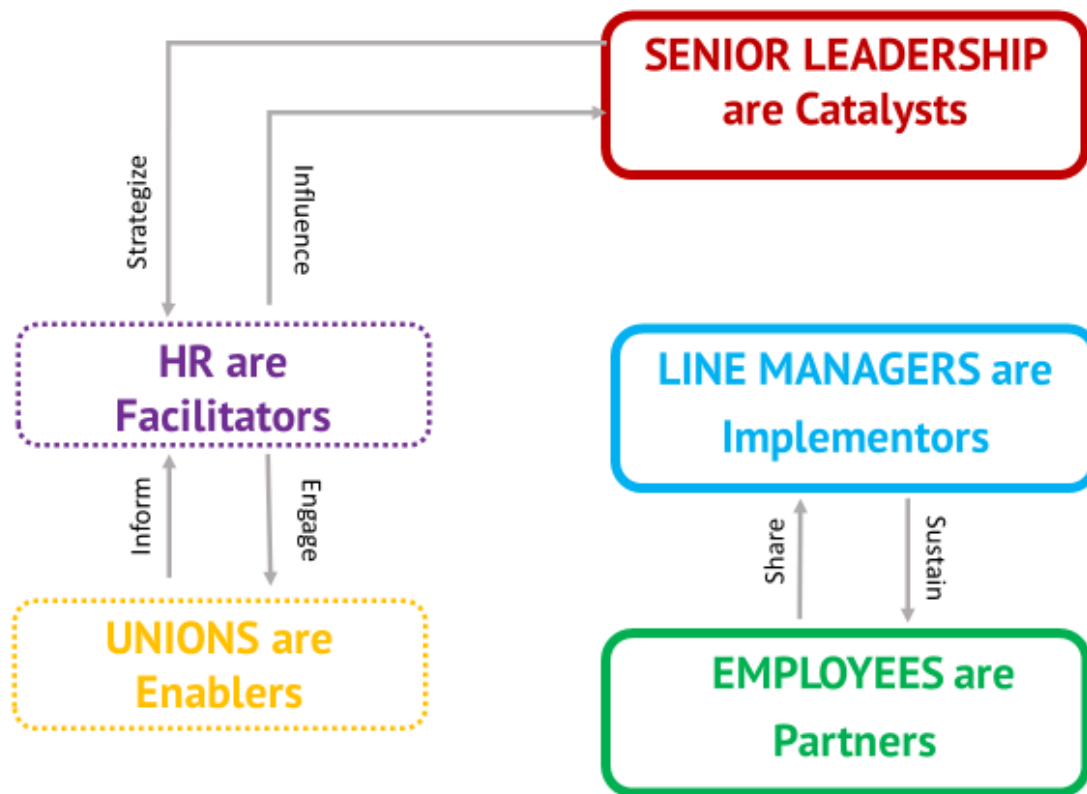 SENIOR LEADERSHIP
are Catalysts
Strategize
Influence
HR are
Facilitators
LINE MANAGERS are
Implementors
Inform
Engage
Share
Sustain
UNIONS are
Enablers
EMPLOYEES are
Partners